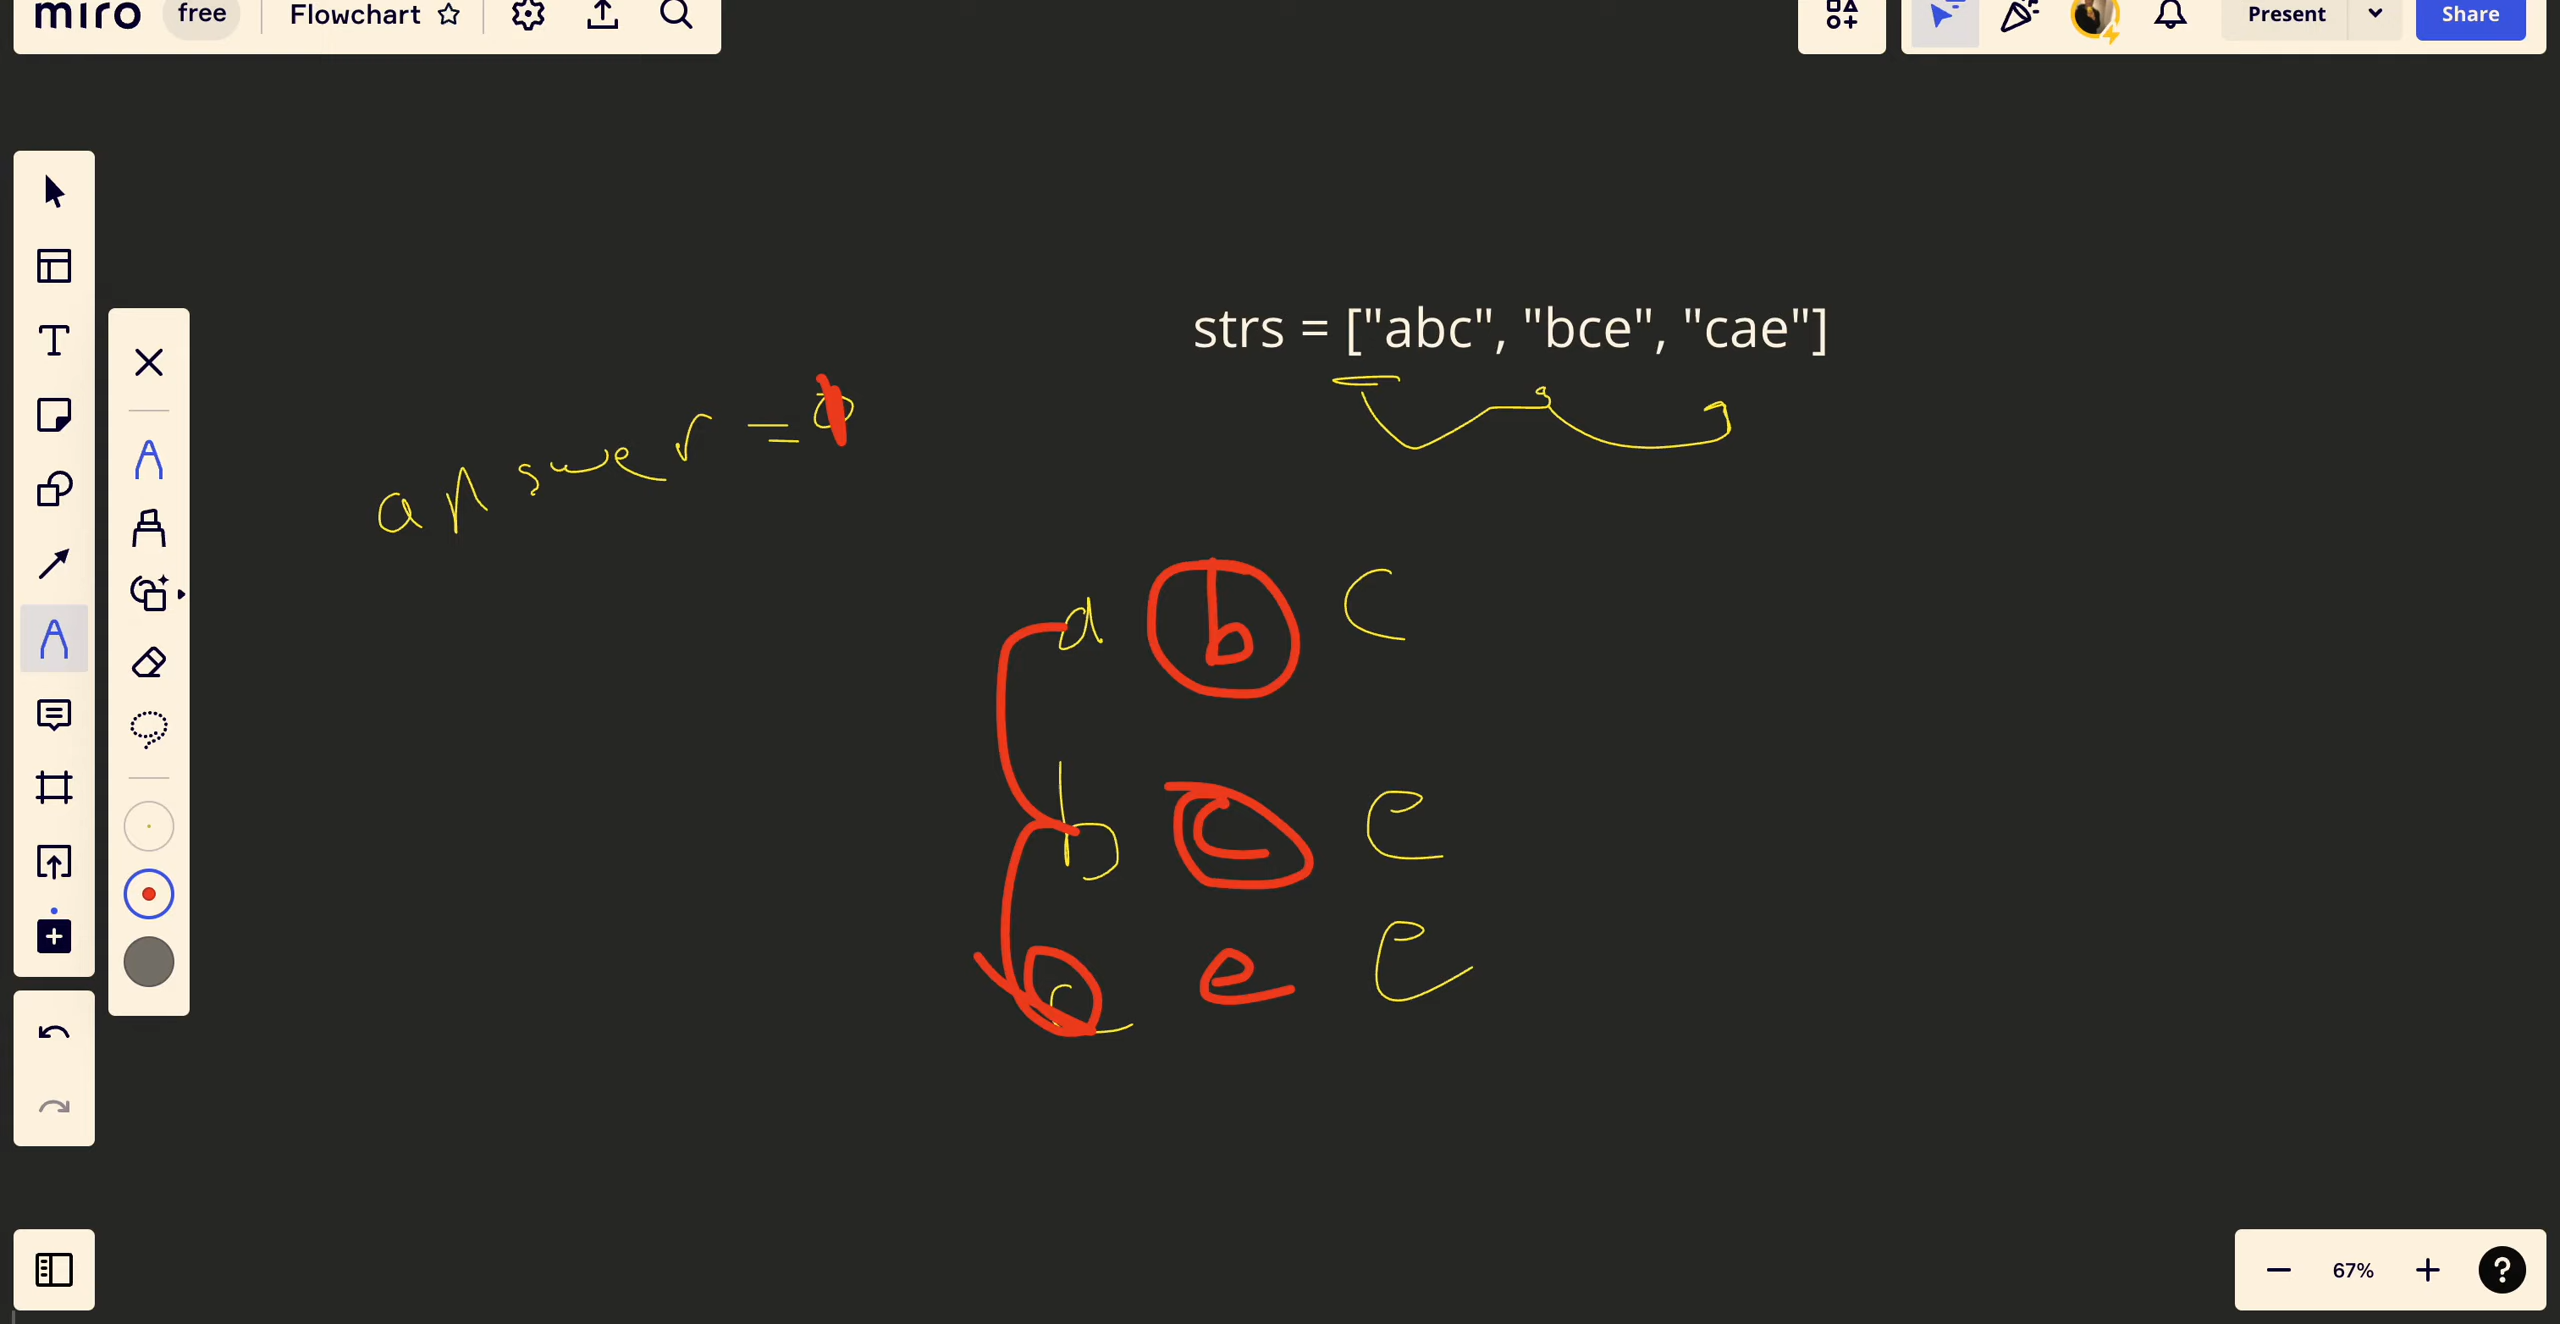 miro free Flowchart
Present Share
strs = ["abc", "bce", "cae"]
answer =
a b c
b c e
c e e
67%